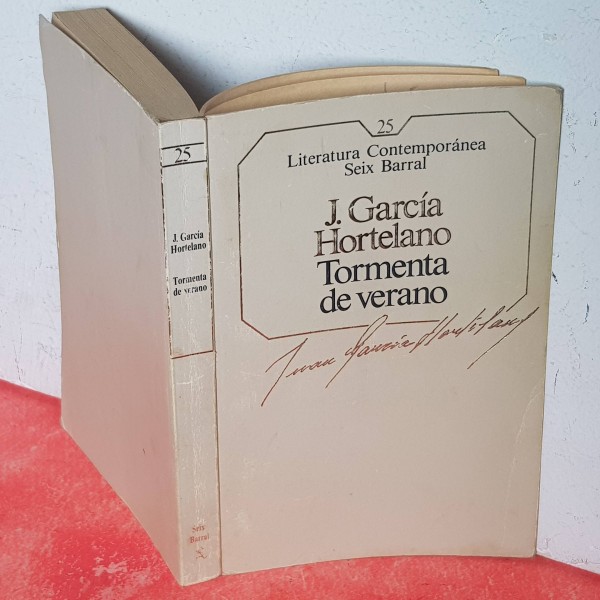 25
Literatura Contemporánea
Seix Barral
J. García
Hortelano
Tormenta
de verano
Juan García Hortelano
25
J. García
Hortelano
Tormenta
de verano
Seix
Barral